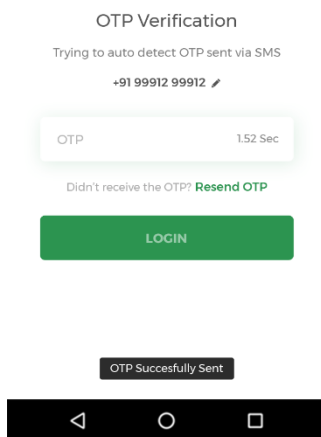 OTP Verification
Trying to auto detect OTP sent via SMS
+91 99912 99912
OTP 1.52 Sec
Didn't receive the OTP? Resend OTP
LOGIN
OTP Succesfully Sent